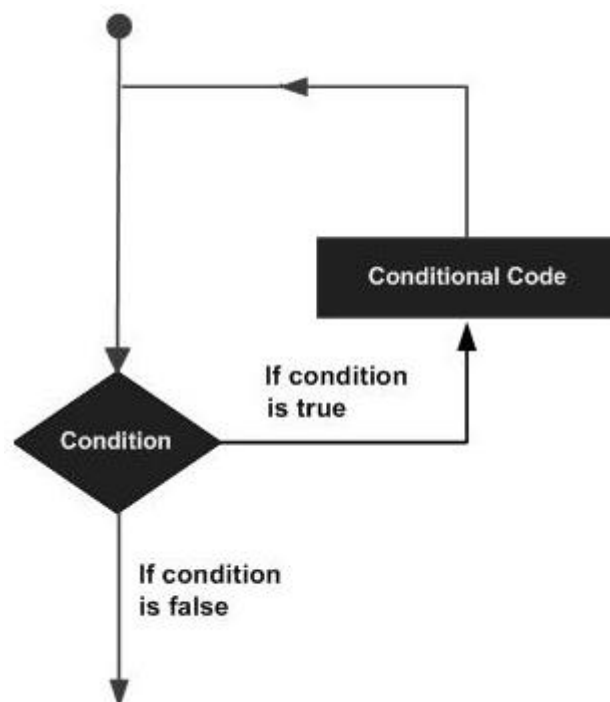 Conditional Code
If condition
is true
Condition
If condition
is false